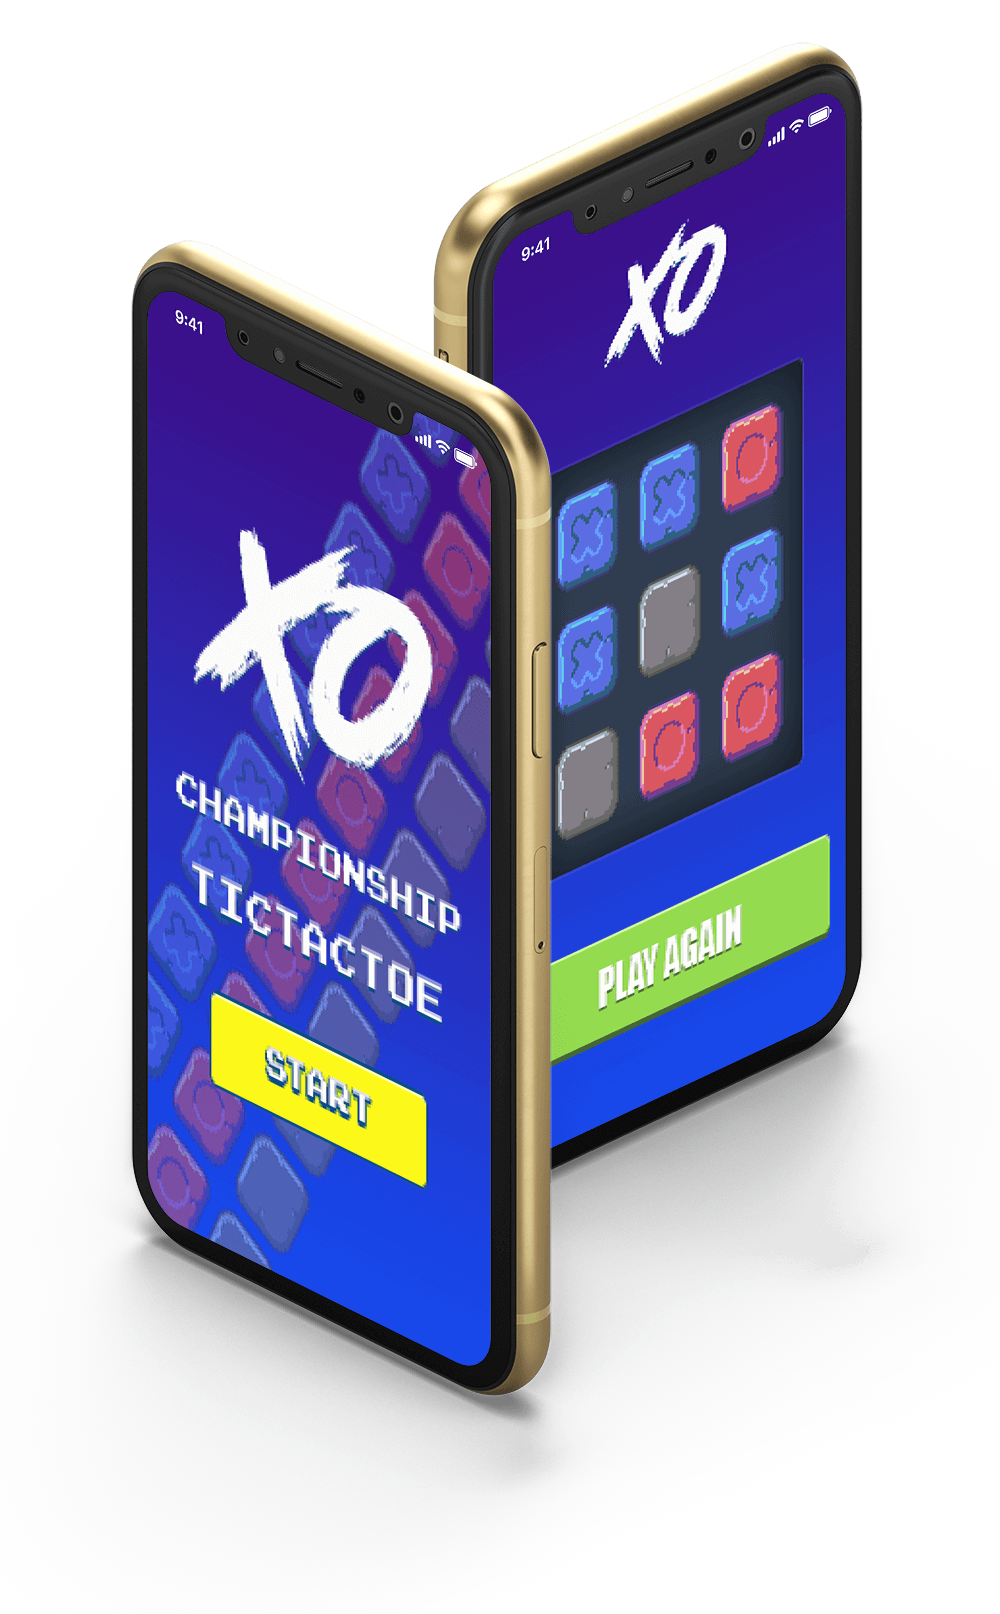 9:41
XO
CHAMPIONSHIP
TICTACTOE
START
9:41
XO
PLAY AGAIN